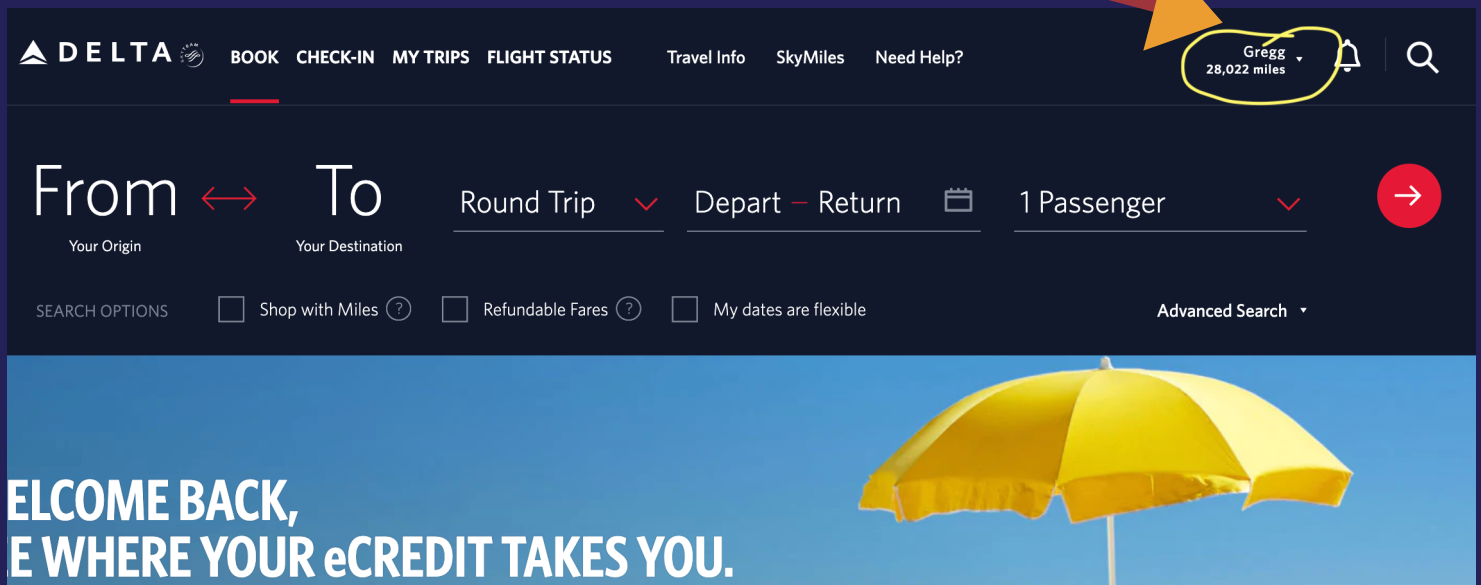 DELTA
BOOK CHECK-IN MY TRIPS FLIGHT STATUS Travel Info SkyMiles Need Help?
Gregg
28,022 miles
From To Round Trip Depart – Return 1 Passenger
Your Origin Your Destination
SEARCH OPTIONS Shop with Miles ? Refundable Fares ? My dates are flexible Advanced Search
ELCOME BACK,
E WHERE YOUR eCREDIT TAKES YOU.